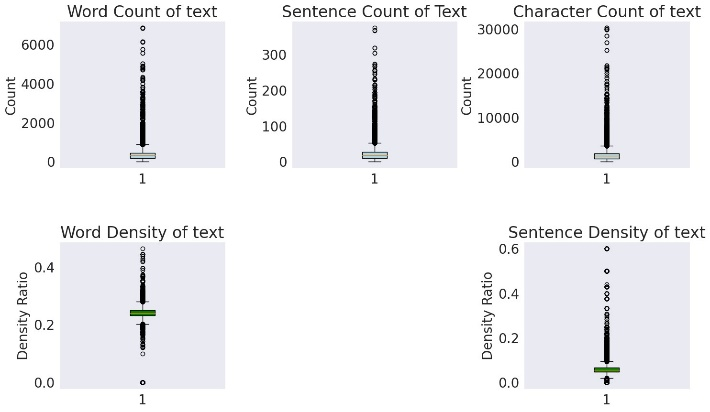 Word Count of text
Sentence Count of Text
Character Count of text
Count
6000
4000
2000
0
1
Count
300
200
100
0
1
Count
30000
20000
10000
0
1
Word Density of text
Sentence Density of text
Density Ratio
0.4
0.2
0.0
1
Density Ratio
0.6
0.4
0.2
0.0
1